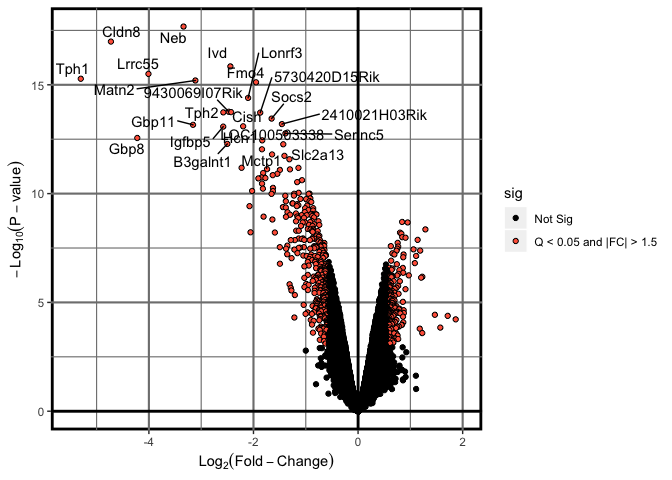 Cldn8
Neb
Ivd
Lonrf3
Tph1
Lrrc55
Fmo4
5730420D15Rik
Matn2
9430069I07Rik
Socs2
Tph2
Cish
2410021H03Rik
Gbp11
LOC100503338
Serinc5
Igfbp5
Gbp8
B3galnt1
Mctp1
Slc2a13
15
10
5
0
-4
-2
0
2
−Log10(P − value)
Log2(Fold − Change)
sig
Not Sig
Q < 0.05 and |FC| > 1.5